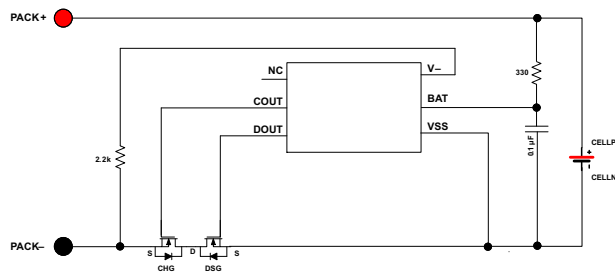 PACK+
NC
V–
330
COUT
BAT
DOUT
VSS
0.1 µF
CELLP
+
-
CELLN
2.2k
PACK–
S
D
S
CHG
DSG